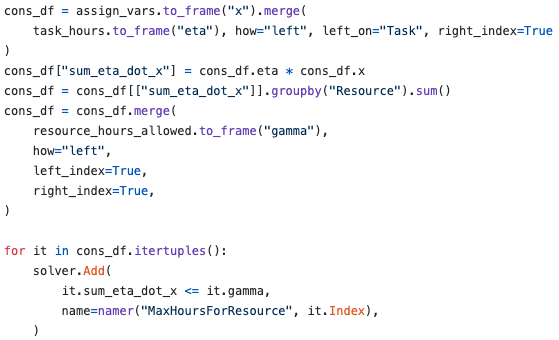 cons_df = assign_vars.to_frame("x").merge(
    task_hours.to_frame("eta"), how="left", left_on="Task", right_index=True
)
cons_df["sum_eta_dot_x"] = cons_df.eta * cons_df.x
cons_df = cons_df[["sum_eta_dot_x"]].groupby("Resource").sum()
cons_df = cons_df.merge(
    resource_hours_allowed.to_frame("gamma"),
    how="left",
    left_index=True,
    right_index=True,
)

for it in cons_df.itertuples():
    solver.Add(
        it.sum_eta_dot_x <= it.gamma,
        name=namer("MaxHoursForResource", it.Index),
    )